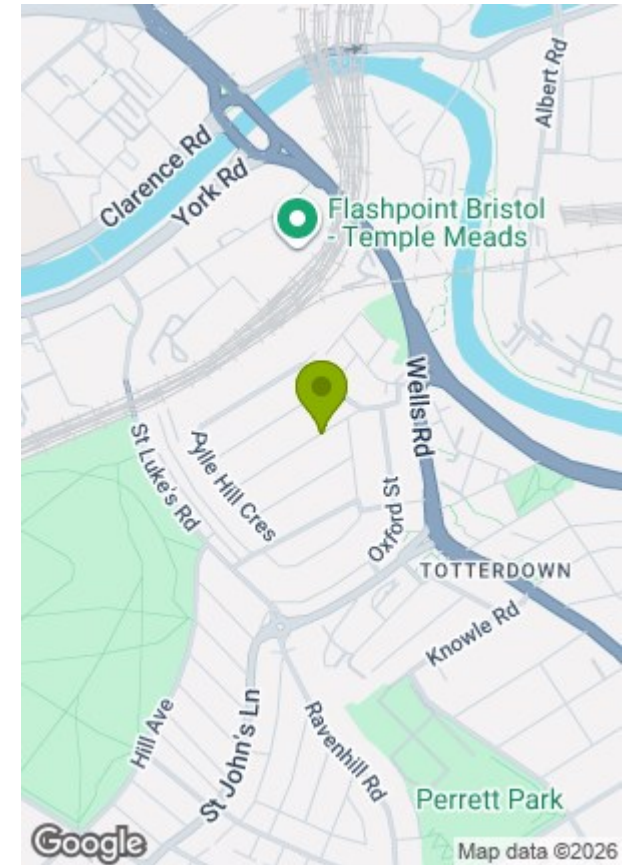 Albert Rd
Clarence Rd
York Rd
Flashpoint Bristol
- Temple Meads
Wells Rd
St Luke's Rd
Pylle Hill Cres
Oxford St
TOTTERDOWN
Knowle Rd
Hill Ave
St John's Ln
Ravenhill Rd
Perrett Park
Google
Map data ©2026